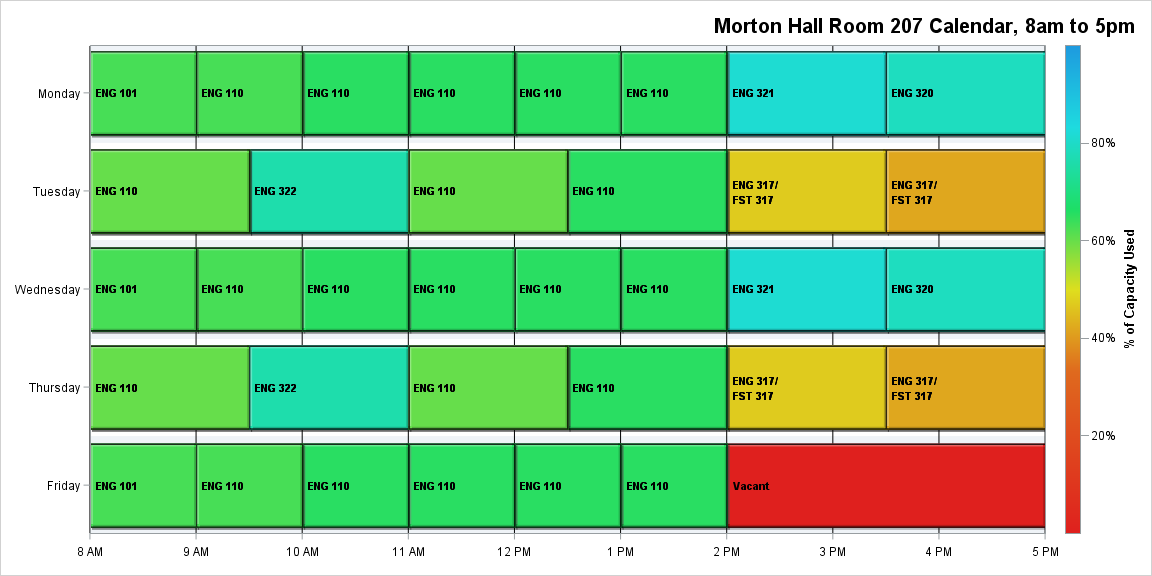 Morton Hall Room 207 Calendar, 8am to 5pm
Monday
ENG 101
ENG 110
ENG 110
ENG 110
ENG 110
ENG 110
ENG 321
ENG 320
Tuesday
ENG 110
ENG 322
ENG 110
ENG 110
ENG 317/
FST 317
ENG 317/
FST 317
Wednesday
ENG 101
ENG 110
ENG 110
ENG 110
ENG 110
ENG 110
ENG 321
ENG 320
Thursday
ENG 110
ENG 322
ENG 110
ENG 110
ENG 317/
FST 317
ENG 317/
FST 317
Friday
ENG 101
ENG 110
ENG 110
ENG 110
ENG 110
ENG 110
Vacant
8 AM
9 AM
10 AM
11 AM
12 PM
1 PM
2 PM
3 PM
4 PM
5 PM
80%
60%
40%
20%
% of Capacity Used